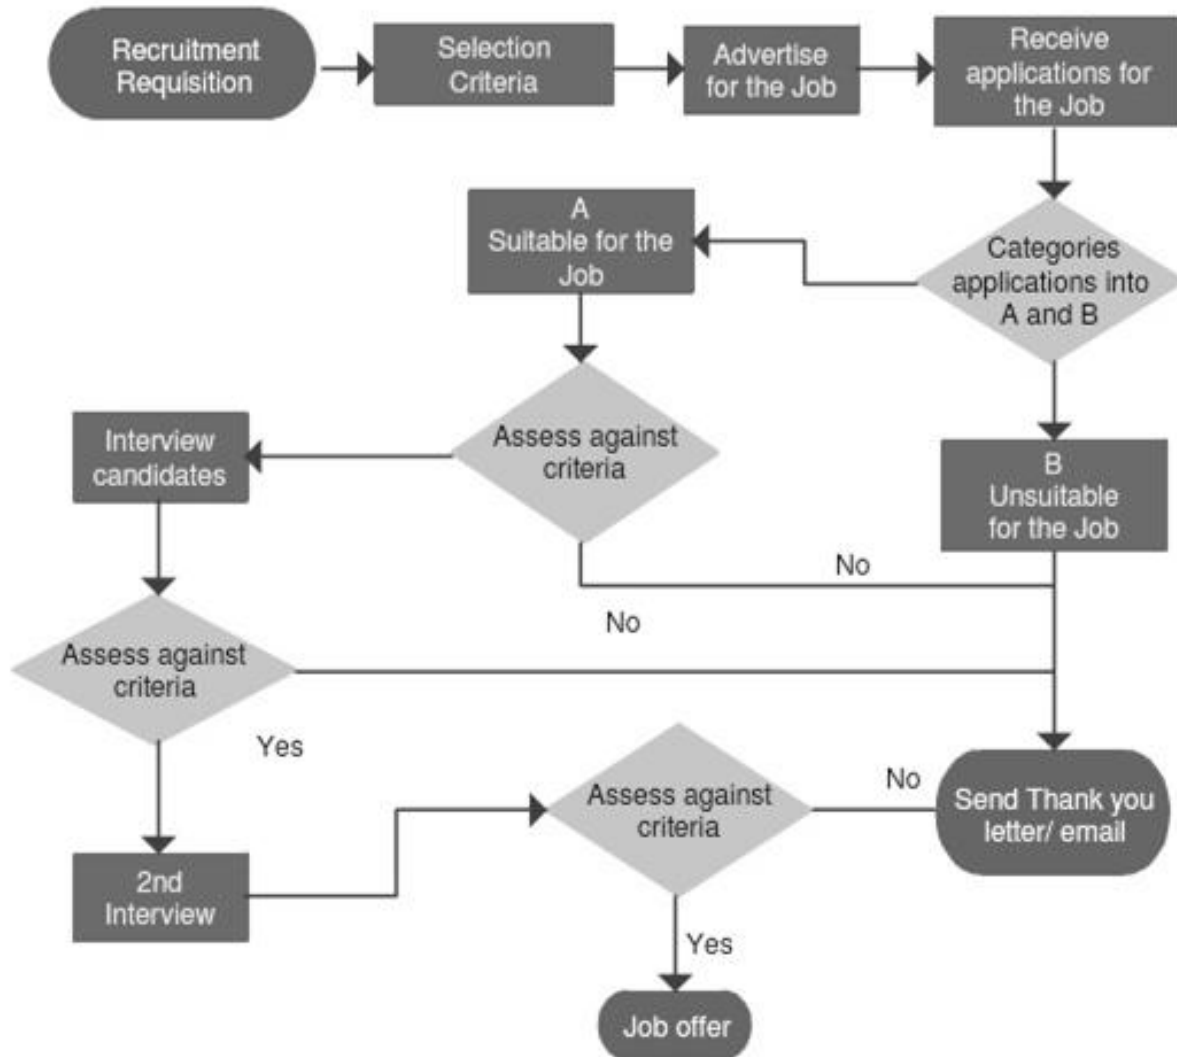 Recruitment
Requisition
Selection
Criteria
Advertise
for the Job
Receive
applications for
the Job
Categories
applications into
A and B
A
Suitable for the
Job
Assess against
criteria
Interview
candidates
B
Unsuitable
for the Job
No
No
Assess against
criteria
Yes
Assess against
criteria
No
Send Thank you
letter/ email
2nd
Interview
Yes
Job offer